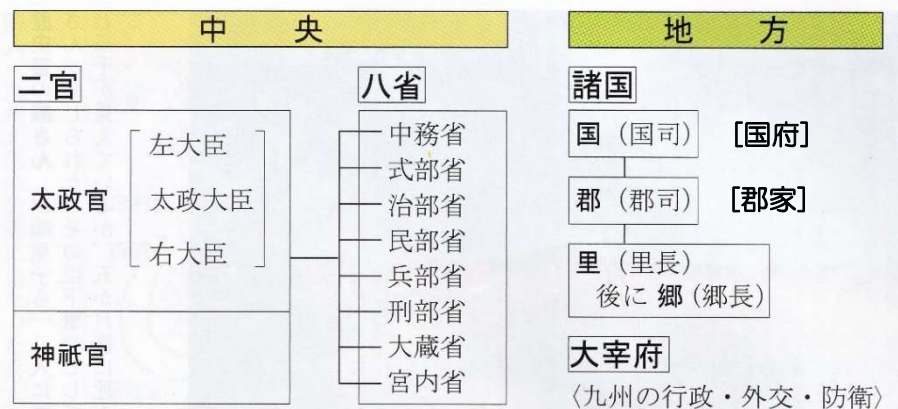 中央
二官
太政官
左大臣
太政大臣
右大臣
神祇官
八省
中務省
式部省
治部省
民部省
兵部省
刑部省
大蔵省
宮内省
地方
諸国
国（国司） [国府]
郡（郡司） [郡家]
里（里長）
後に 郷（郷長）
大宰府
〈九州の行政・外交・防衛〉